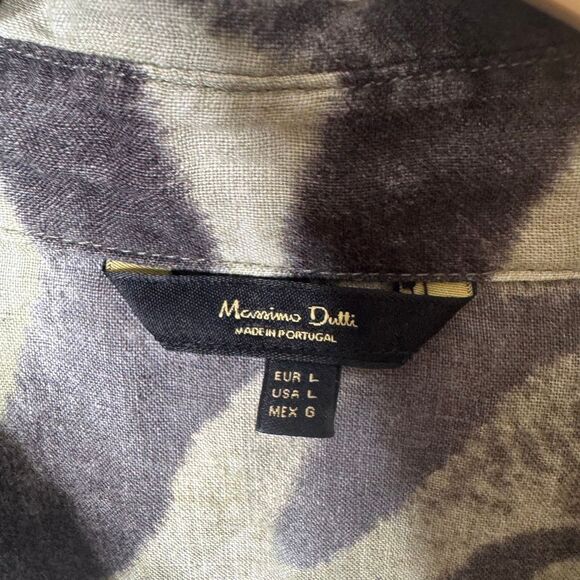 Massimo Dutti
MADE IN PORTUGAL
EUR L
USA L
MEX G